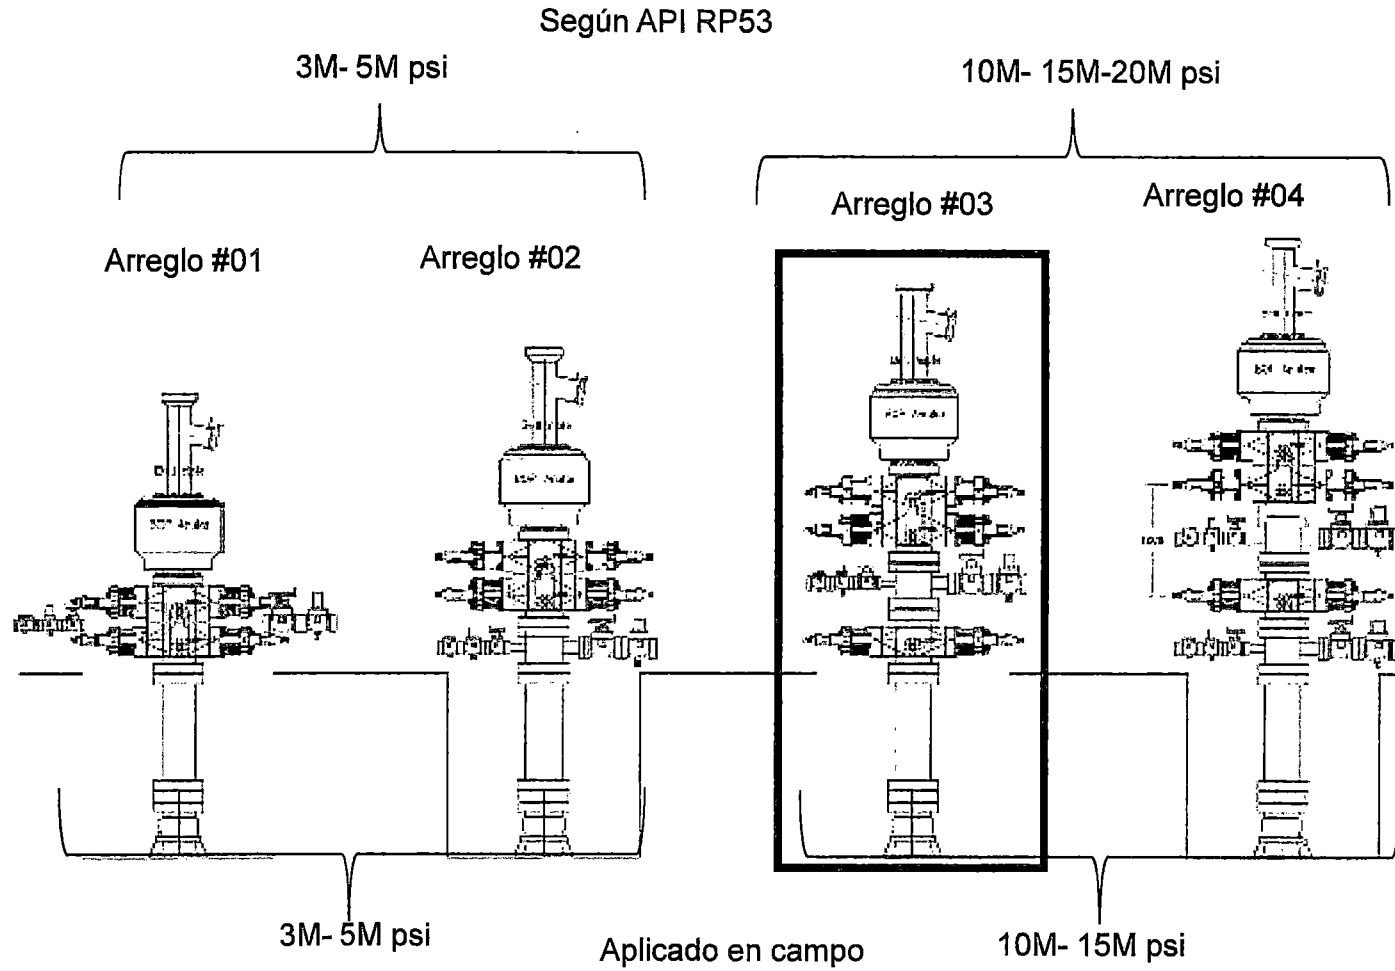 Según API RP53
3M- 5M psi
10M- 15M-20M psi
Arreglo #03
Arreglo #04
Arreglo #01
Arreglo #02
3M- 5M psi
Aplicado en campo
10M- 15M psi